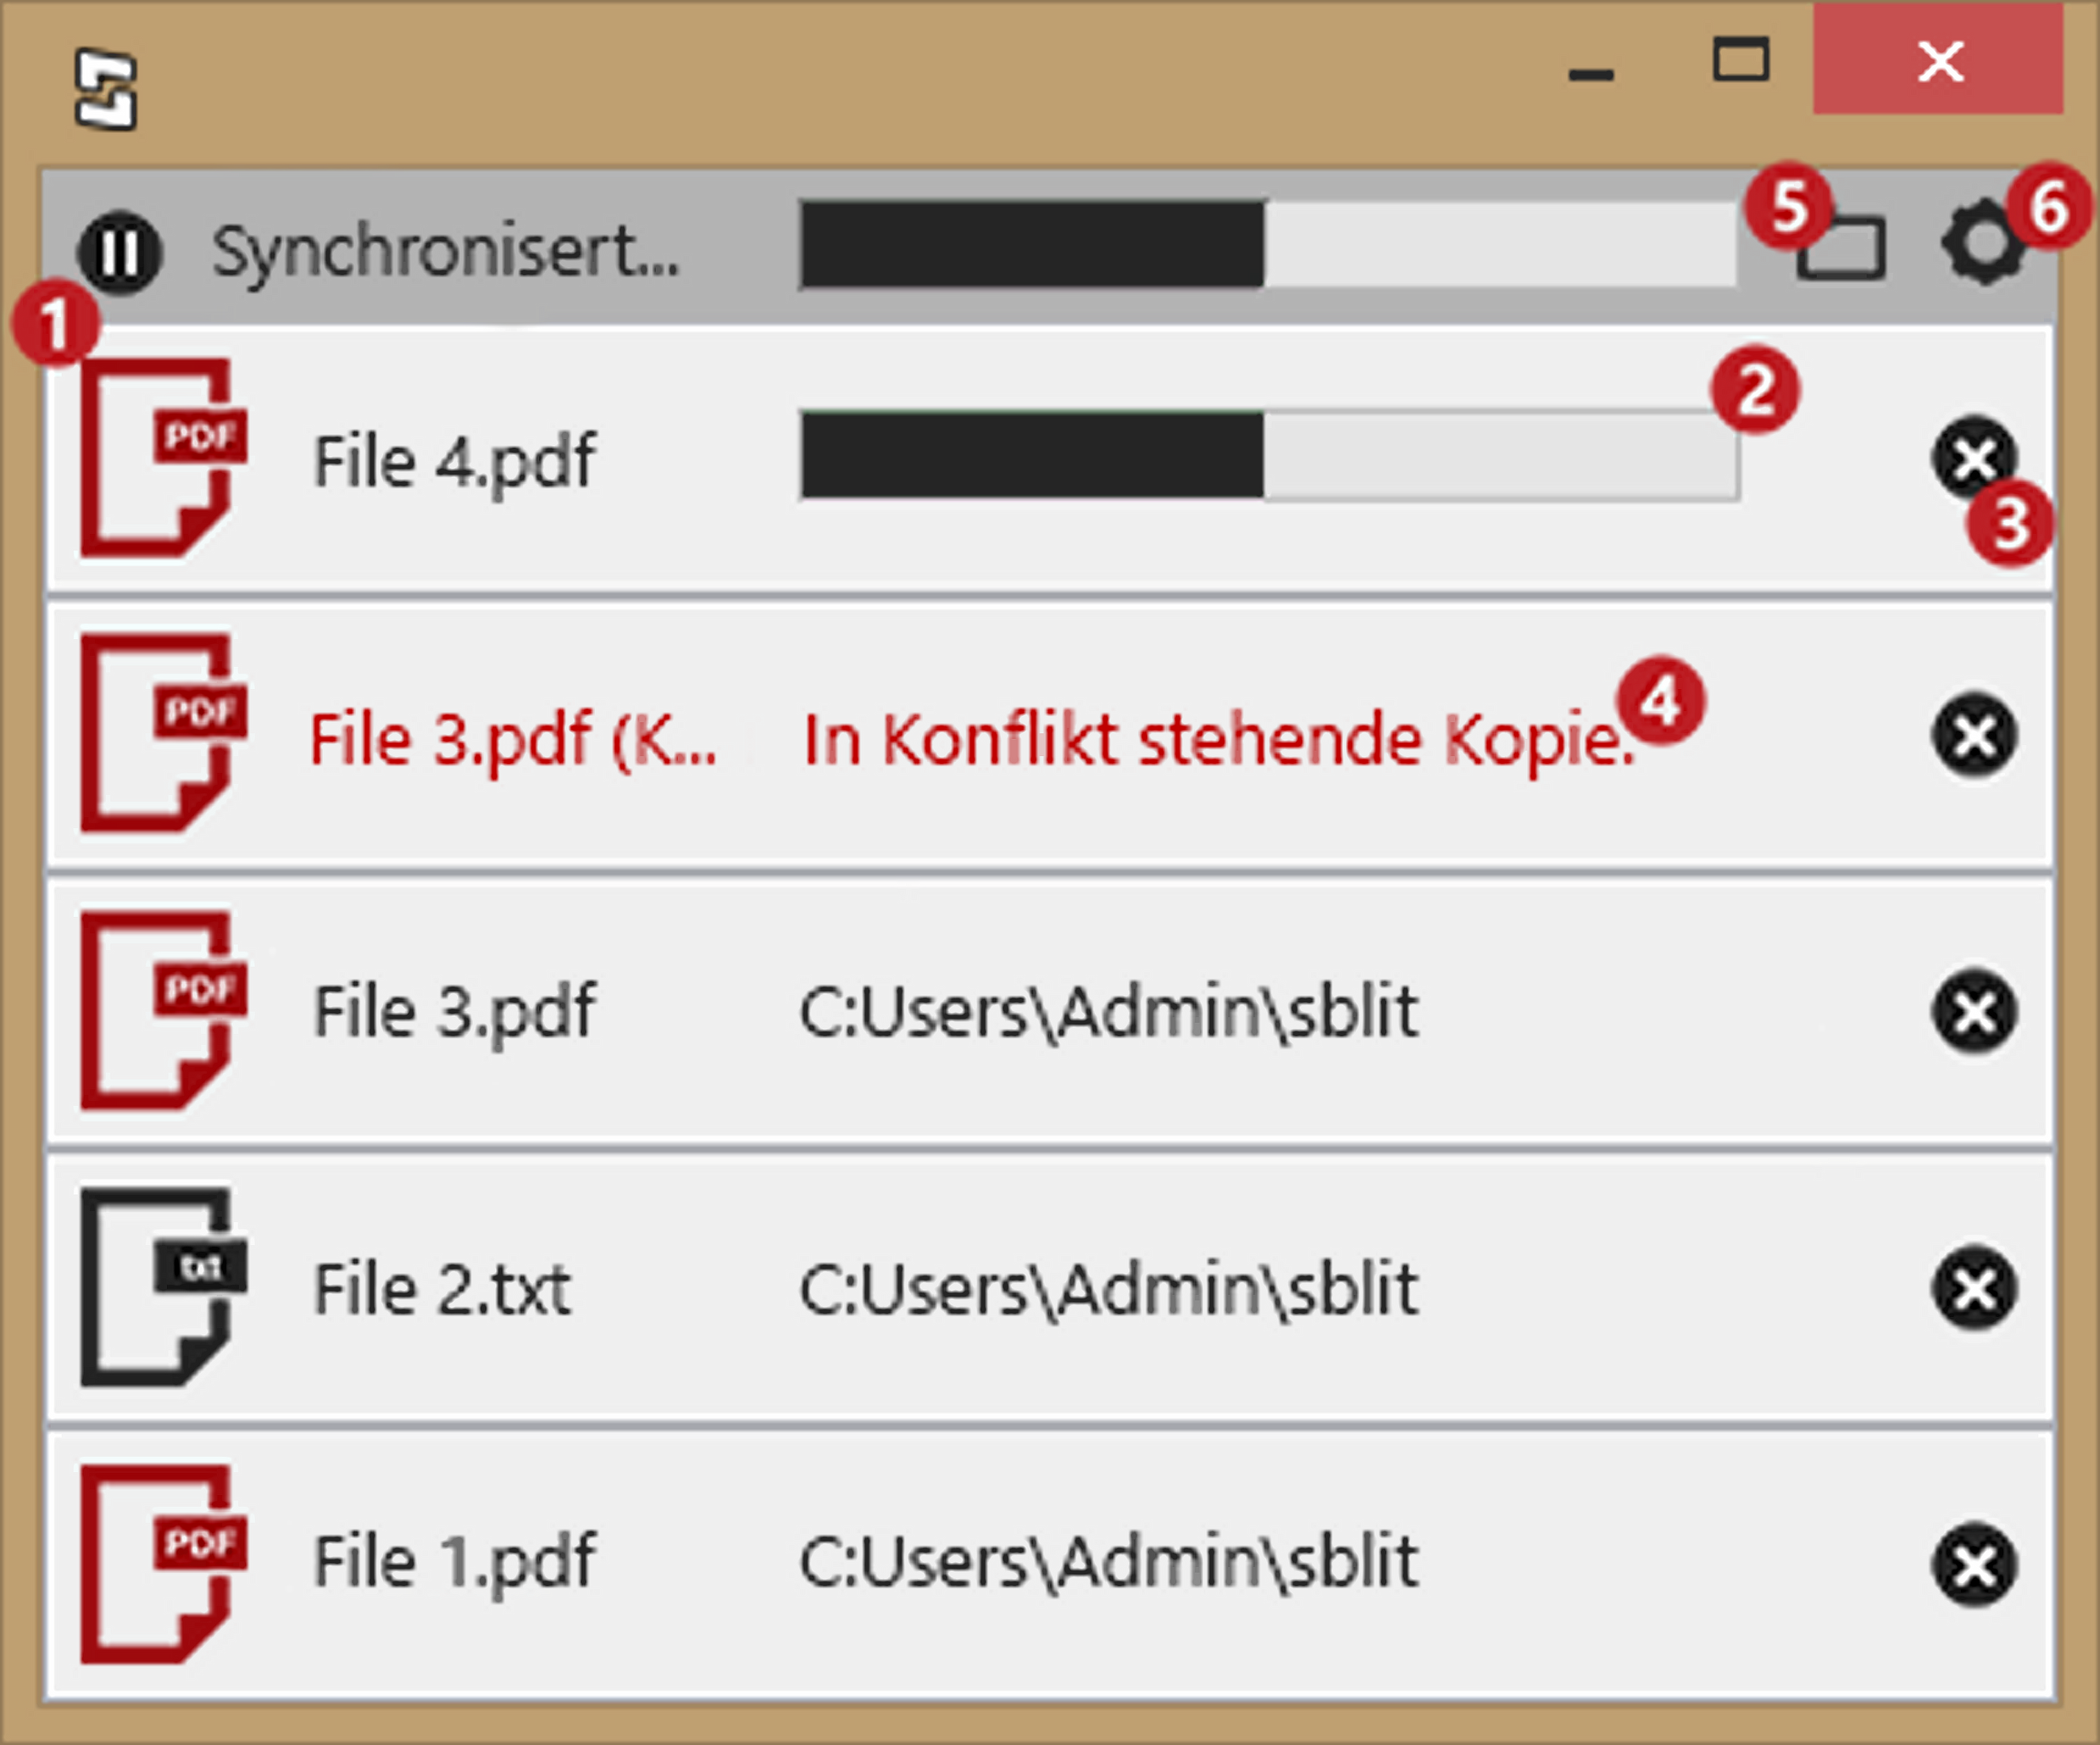 5 6
Synchronisert...
1
2
PDF File 4.pdf
3
4
PDF File 3.pdf (K... In Konflikt stehende Kopie.
PDF File 3.pdf C:Users\Admin\sblit
txt File 2.txt C:Users\Admin\sblit
PDF File 1.pdf C:Users\Admin\sblit